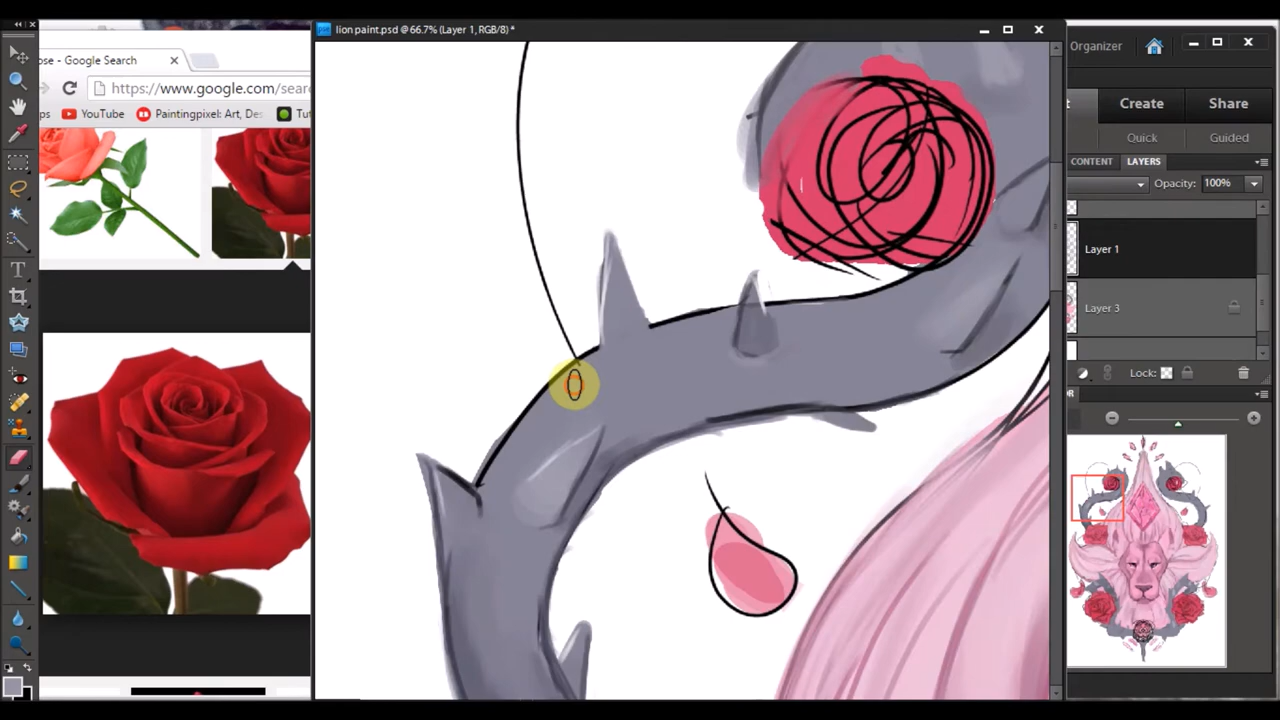 lion paint.psd @ 66.7% (Layer 1, RGB/8) *
ose - Google Search
https://www.google.com/sear
YouTube
Paintingpixel: Art, De
Organizer
Create
Share
Quick
Guided
CONTENT
LAYERS
Opacity: 100%
Layer 1
Layer 3
Lock:
T